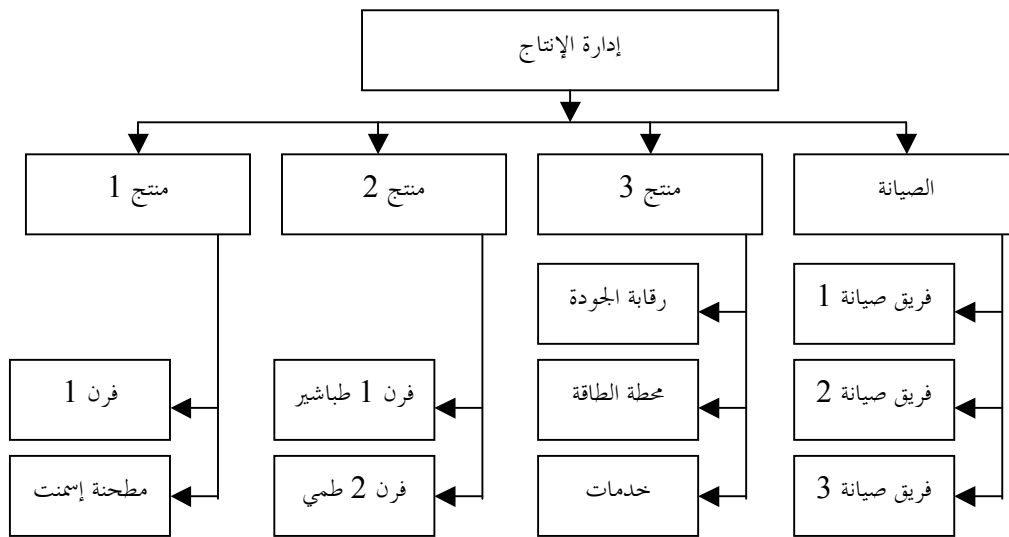 إدارة الإنتاج
الصيانة
منتج 3
منتج 2
منتج 1
فريق صيانة 1
رقابة الجودة
فريق صيانة 2
محطة الطاقة
فرن 1 طباشير
فرن 1
فريق صيانة 3
خدمات
فرن 2 طمي
مطحنة إسمنت